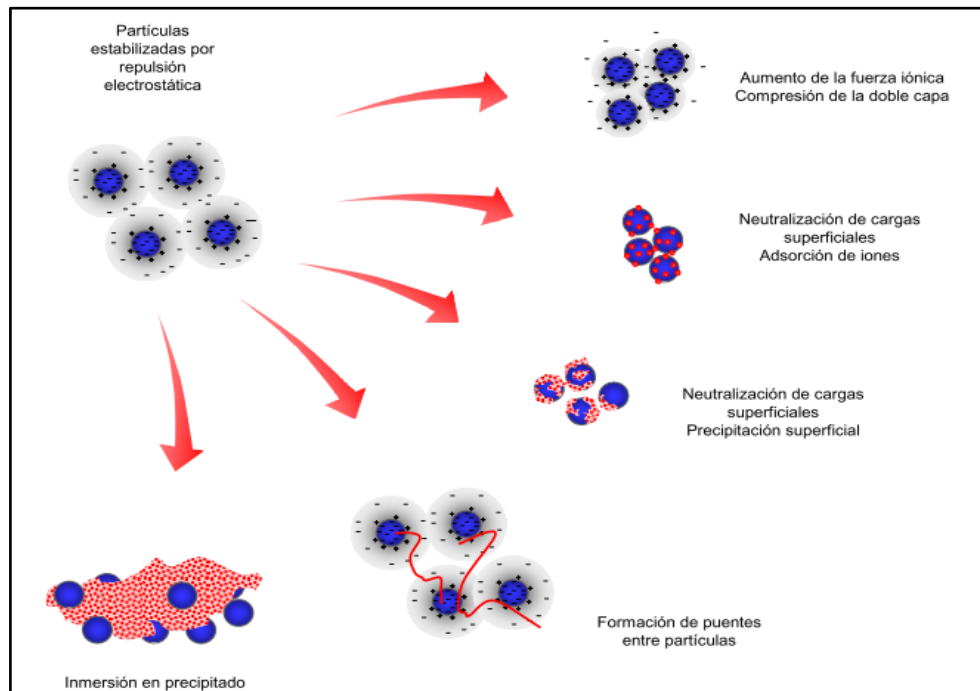 Partículas
estabilizadas por
repulsión
electrostática
Aumento de la fuerza iónica
Compresión de la doble capa
Neutralización de cargas
superficiales
Adsorción de iones
Neutralización de cargas
superficiales
Precipitación superficial
Formación de puentes
entre partículas
Inmersión en precipitado